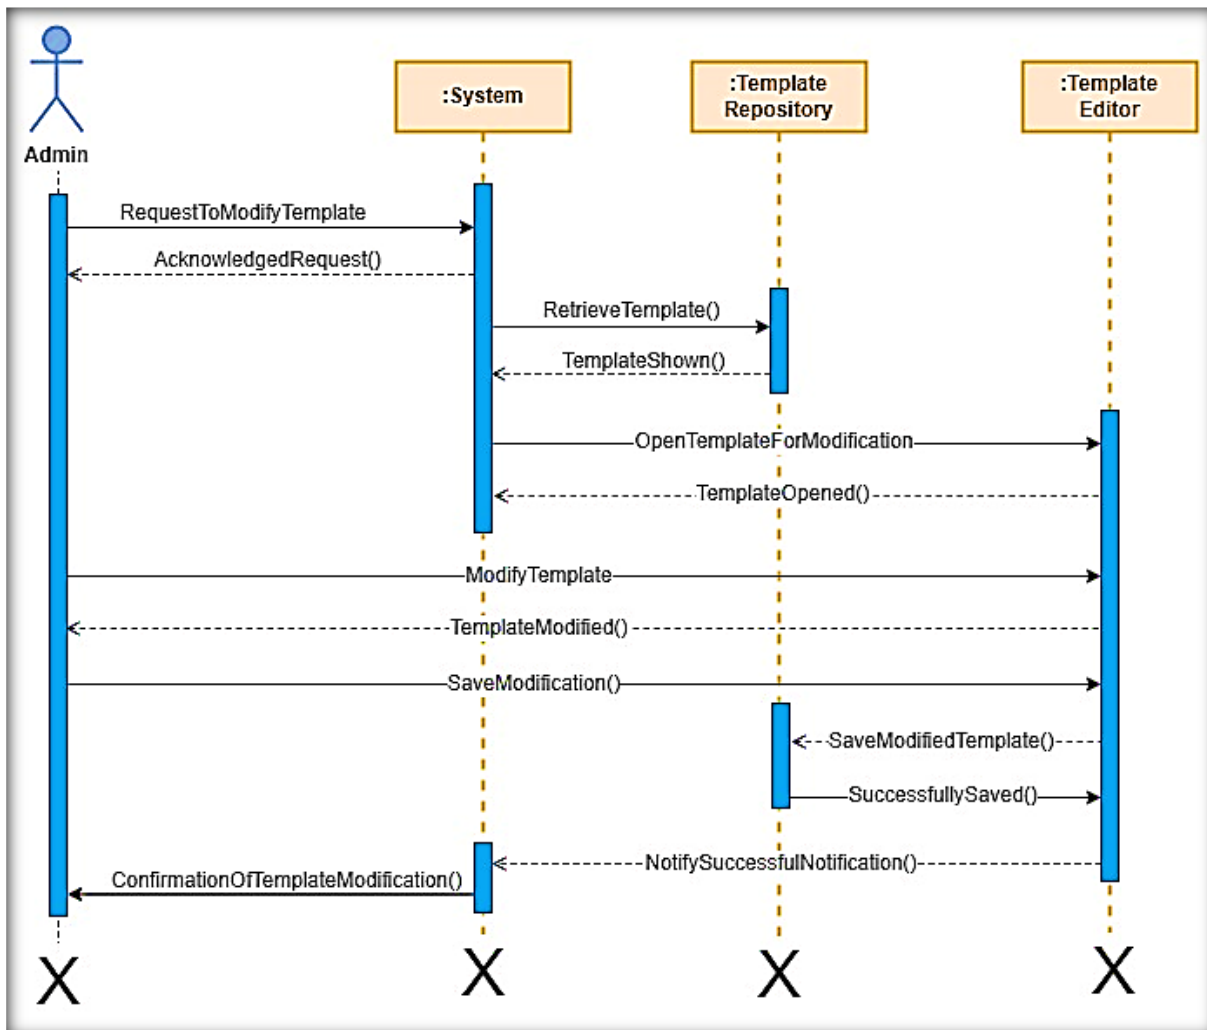 Admin
:System
:Template
Repository
:Template
Editor
RequestToModifyTemplate
AcknowledgedRequest()
RetrieveTemplate()
TemplateShown()
OpenTemplateForModification
TemplateOpened()
ModifyTemplate
TemplateModified()
SaveModification()
SaveModifiedTemplate()
SuccessfullySaved()
NotifySuccessfulNotification()
ConfirmationOfTemplateModification()
X X X X